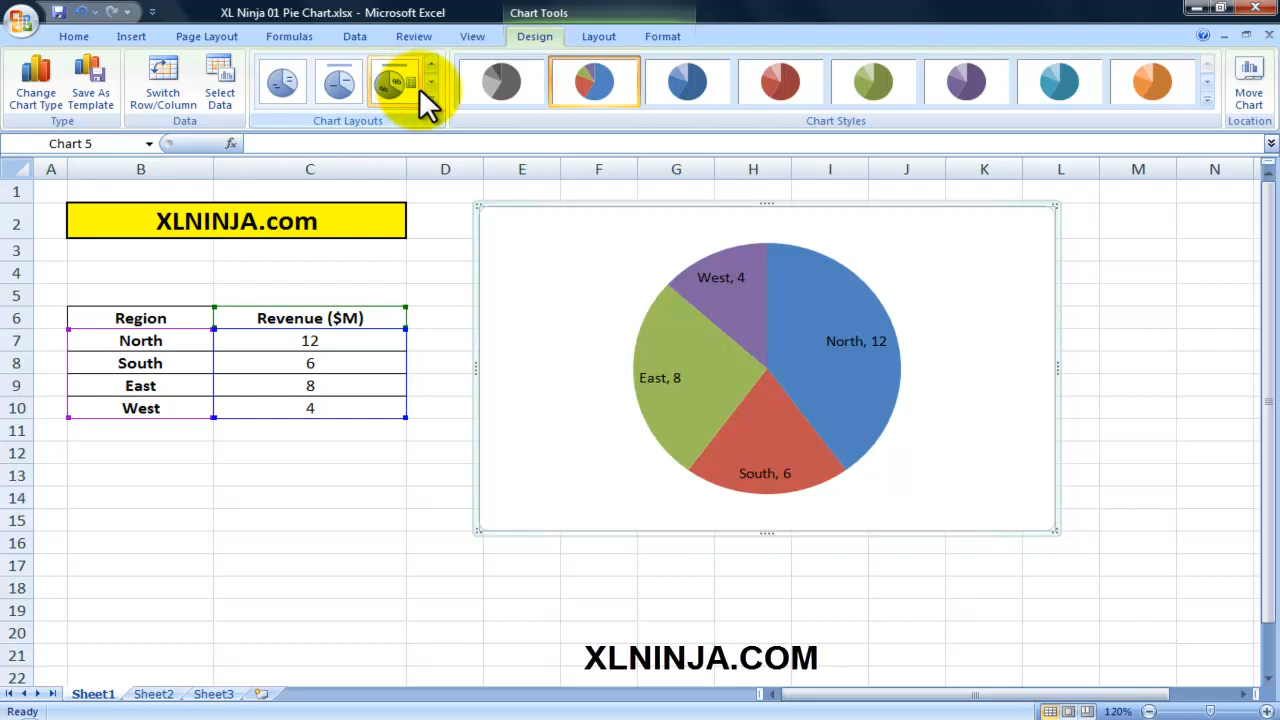 XL Ninja 01 Pie Chart.xlsx - Microsoft Excel
Chart Tools
Home Insert Page Layout Formulas Data Review View Design Layout Format
Change Chart Type
Save As Template
Switch Row/Column
Select Data
Move Chart
Type Data Chart Layouts Chart Styles Location
Chart 5 fx
A B C D E F G H I J K L M N
1
2 XLNINJA.com
3
4
5
6 Region Revenue ($M)
7 North 12
8 South 6
9 East 8
10 West 4
11
12
13
14
15
16
17
18
19
20
21
22
West, 4
North, 12
East, 8
South, 6
XLNINJA.COM
Sheet1 Sheet2 Sheet3
Ready 120%